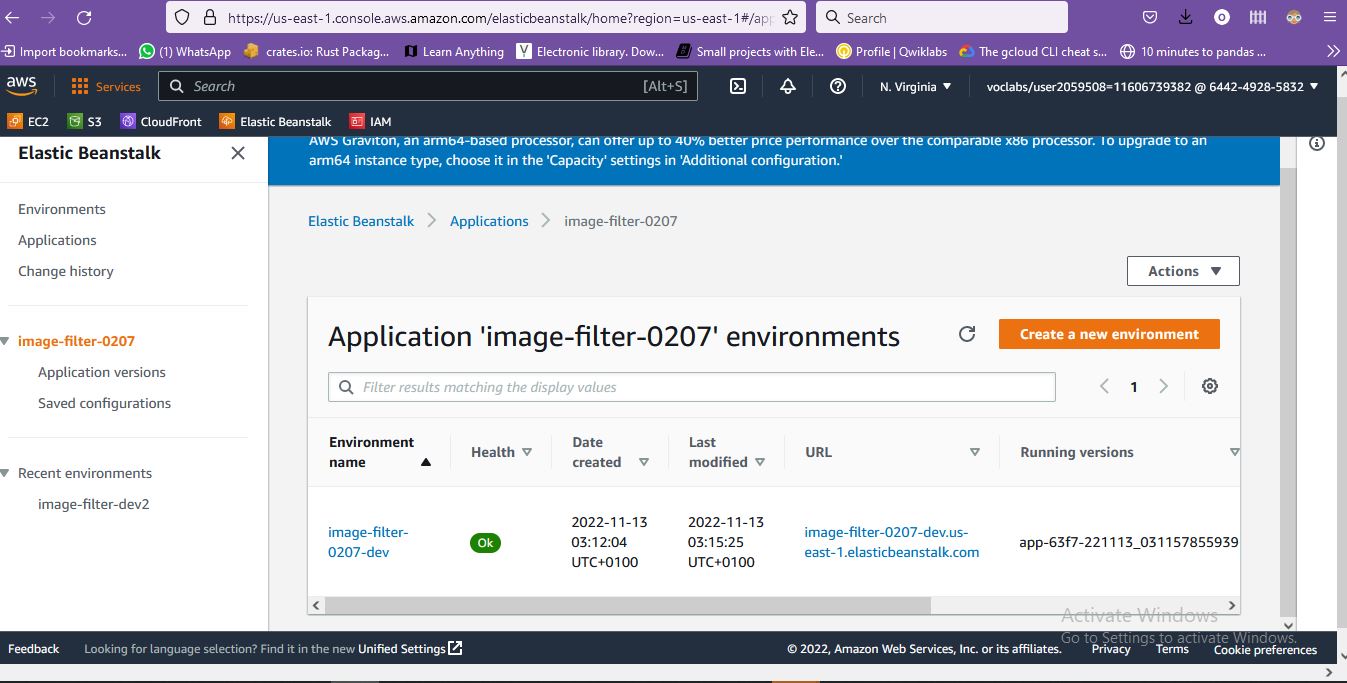 https://us-east-1.console.aws.amazon.com/elasticbeanstalk/home?region=us-east-1#/app
Search
Import bookmarks...
(1) WhatsApp
crates.io: Rust Packag...
Learn Anything
Electronic library. Dow...
Small projects with Ele...
Profile | Qwiklabs
The gcloud CLI cheat s...
10 minutes to pandas ...
aws
Services
Search
[Alt+S]
N. Virginia
voclabs/user2059508=11606739382 @ 6442-4928-5832
EC2
S3
CloudFront
Elastic Beanstalk
IAM
Elastic Beanstalk
Environments
Applications
Change history
image-filter-0207
Application versions
Saved configurations
Recent environments
image-filter-dev2
AWS Graviton, an arm64-based processor, can offer up to 40% better price performance over the comparable x86 processor. To upgrade to an
arm64 instance type, choose it in the 'Capacity' settings in 'Additional configuration.'
Elastic Beanstalk
Applications
image-filter-0207
Actions
Application 'image-filter-0207' environments
Create a new environment
Filter results matching the display values
1
Environment
name
Health
Date
created
Last
modified
URL
Running versions
image-filter-
0207-dev
Ok
2022-11-13
03:12:04
UTC+0100
2022-11-13
03:15:25
UTC+0100
image-filter-0207-dev.us-
east-1.elasticbeanstalk.com
app-63f7-221113_031157855939
Activate Windows
Go to Settings to activate Windows.
Feedback
Looking for language selection? Find it in the new Unified Settings
© 2022, Amazon Web Services, Inc. or its affiliates.
Privacy
Terms
Cookie preferences